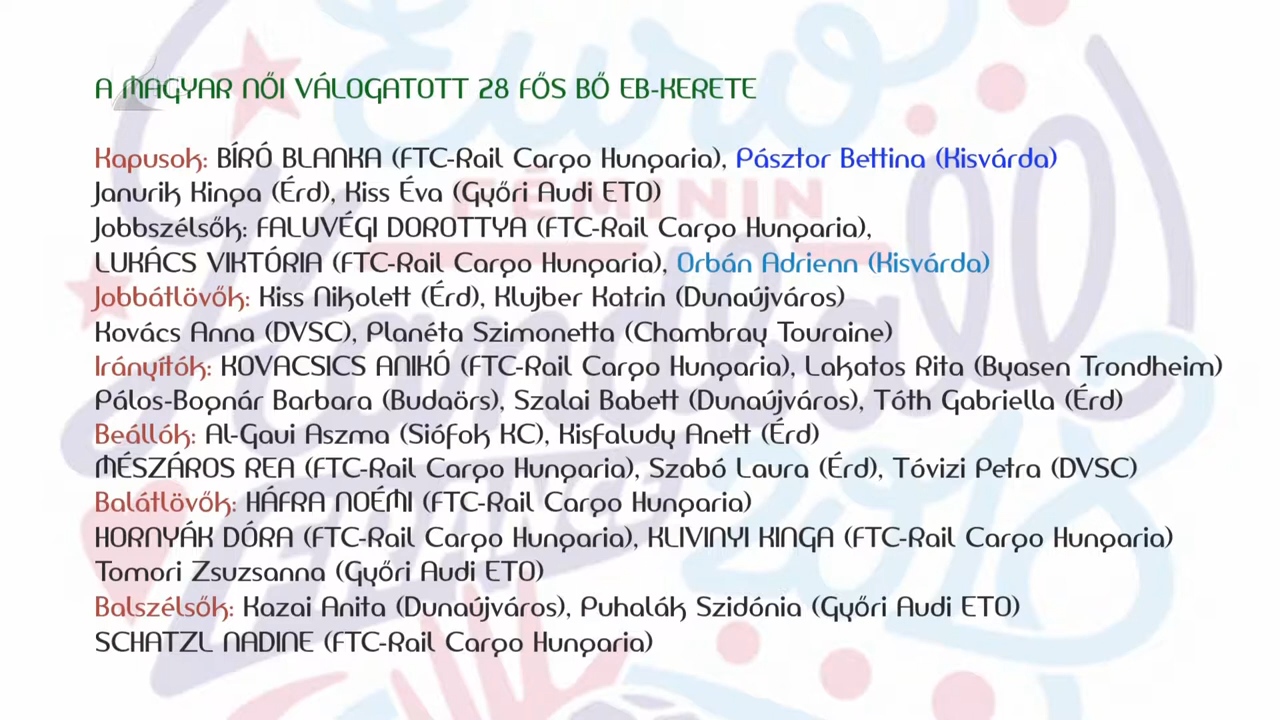 A MAGYAR NŐI VÁLOGATOTT 28 FŐS BŐ EB-KERETE
Kapusok: BÍRÓ BLANKA (FTC-Rail Cargo Hungaria), Pásztor Bettina (Kisvárda)
Janurik Kinga (Érd), Kiss Éva (Győri Audi ETO)
Jobbszélsők: FALUVÉGI DOROTTYA (FTC-Rail Cargo Hungaria),
LUKÁCS VIKTÓRIA (FTC-Rail Cargo Hungaria), Orbán Adrienn (Kisvárda)
Jobbátlövők: Kiss Nikolett (Érd), Klujber Katrin (Dunaújváros)
Kovács Anna (DVSC), Planéta Szimonetta (Chambray Touraine)
Irányítók: KOVACSICS ANIKÓ (FTC-Rail Cargo Hungaria), Lakatos Rita (Byasen Trondheim)
Pálos-Bognár Barbara (Budaörs), Szalai Babett (Dunaújváros), Tóth Gabriella (Érd)
Beállók: Al-Gaui Aszma (Siófok KC), Kisfaludy Anett (Érd)
MÉSZÁROS REA (FTC-Rail Cargo Hungaria), Szabó Laura (Érd), Tóvizi Petra (DVSC)
Balátlövők: HÁFRA NOÉMI (FTC-Rail Cargo Hungaria)
HORNYÁK DÓRA (FTC-Rail Cargo Hungaria), KLIVINYI KINGA (FTC-Rail Cargo Hungaria)
Tomori Zsuzsanna (Győri Audi ETO)
Balszélsők: Kazai Anita (Dunaújváros), Puhalák Szidónia (Győri Audi ETO)
SCHATZL NADINE (FTC-Rail Cargo Hungaria)
Euro
FÉMININ
Handball
France
2018